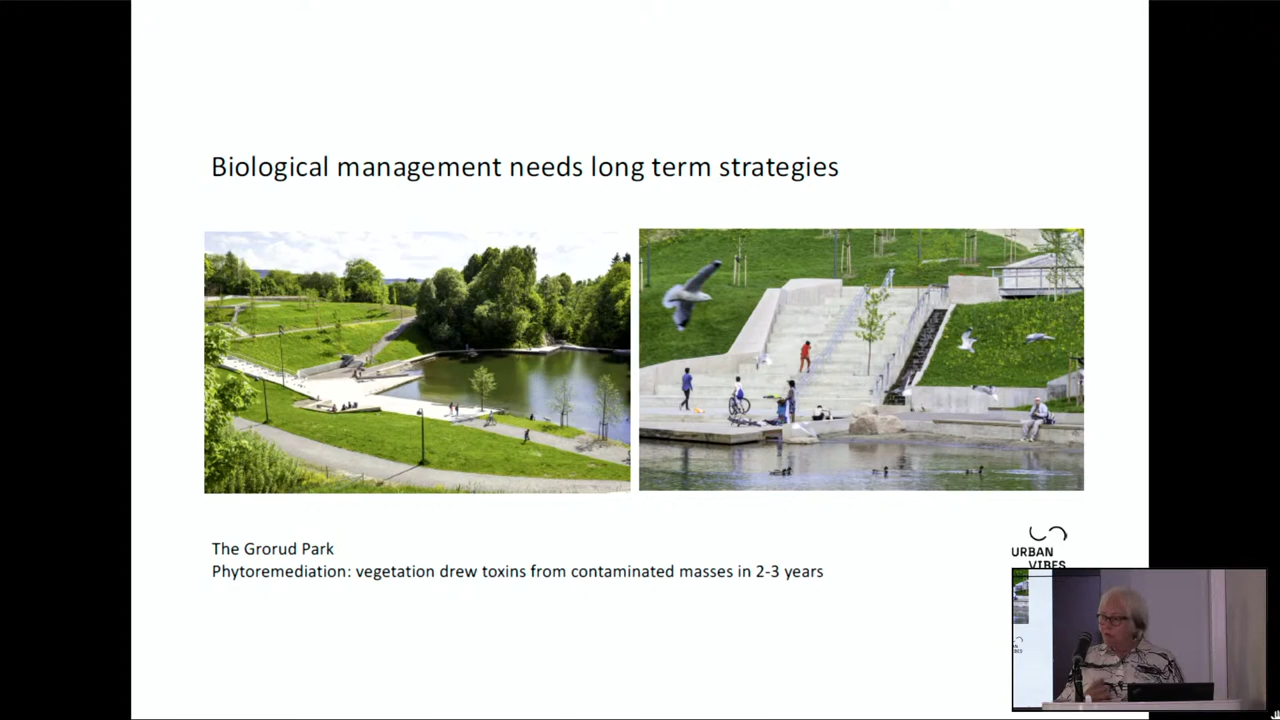 Biological management needs long term strategies
The Grorud Park
Phytoremediation: vegetation drew toxins from contaminated masses in 2-3 years
URBAN
VIBES